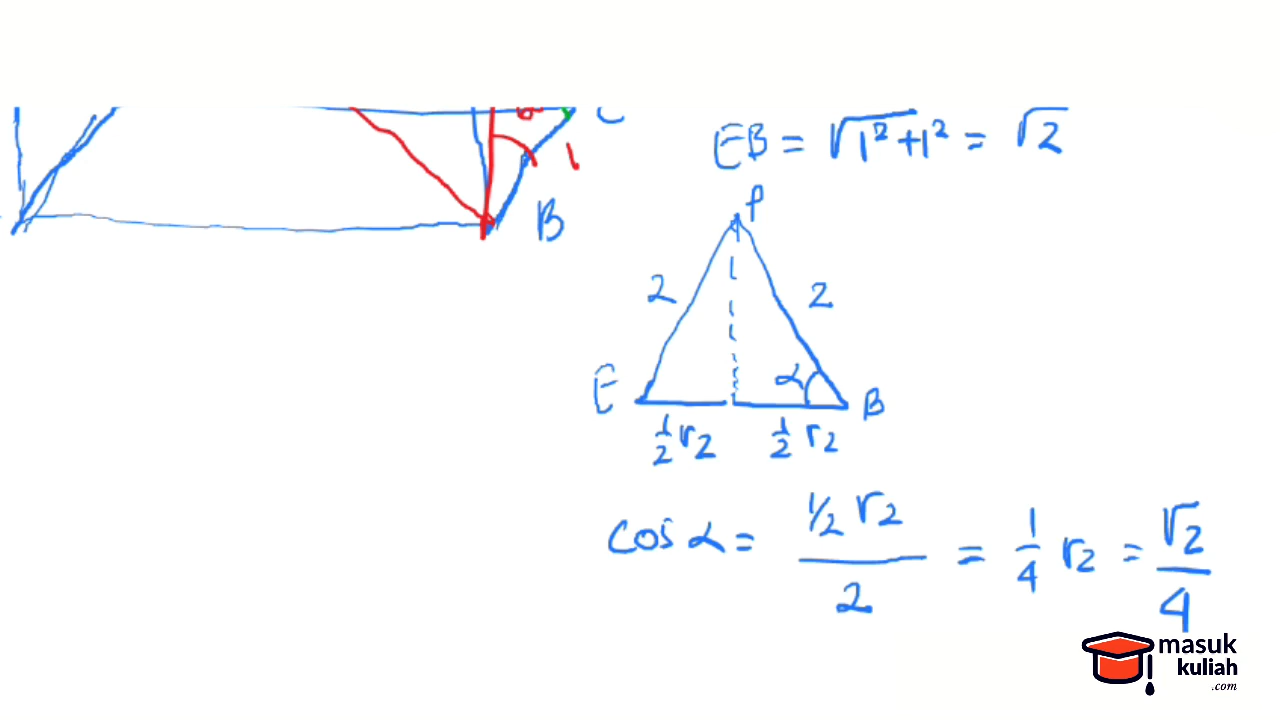 C
EB = √1²+1² = √2
1
B
P
2 2
E α B
½ √2 ½ √2
cos α = ½ √2 / 2 = ¼ √2 = √2 / 4
masuk
kuliah
.com